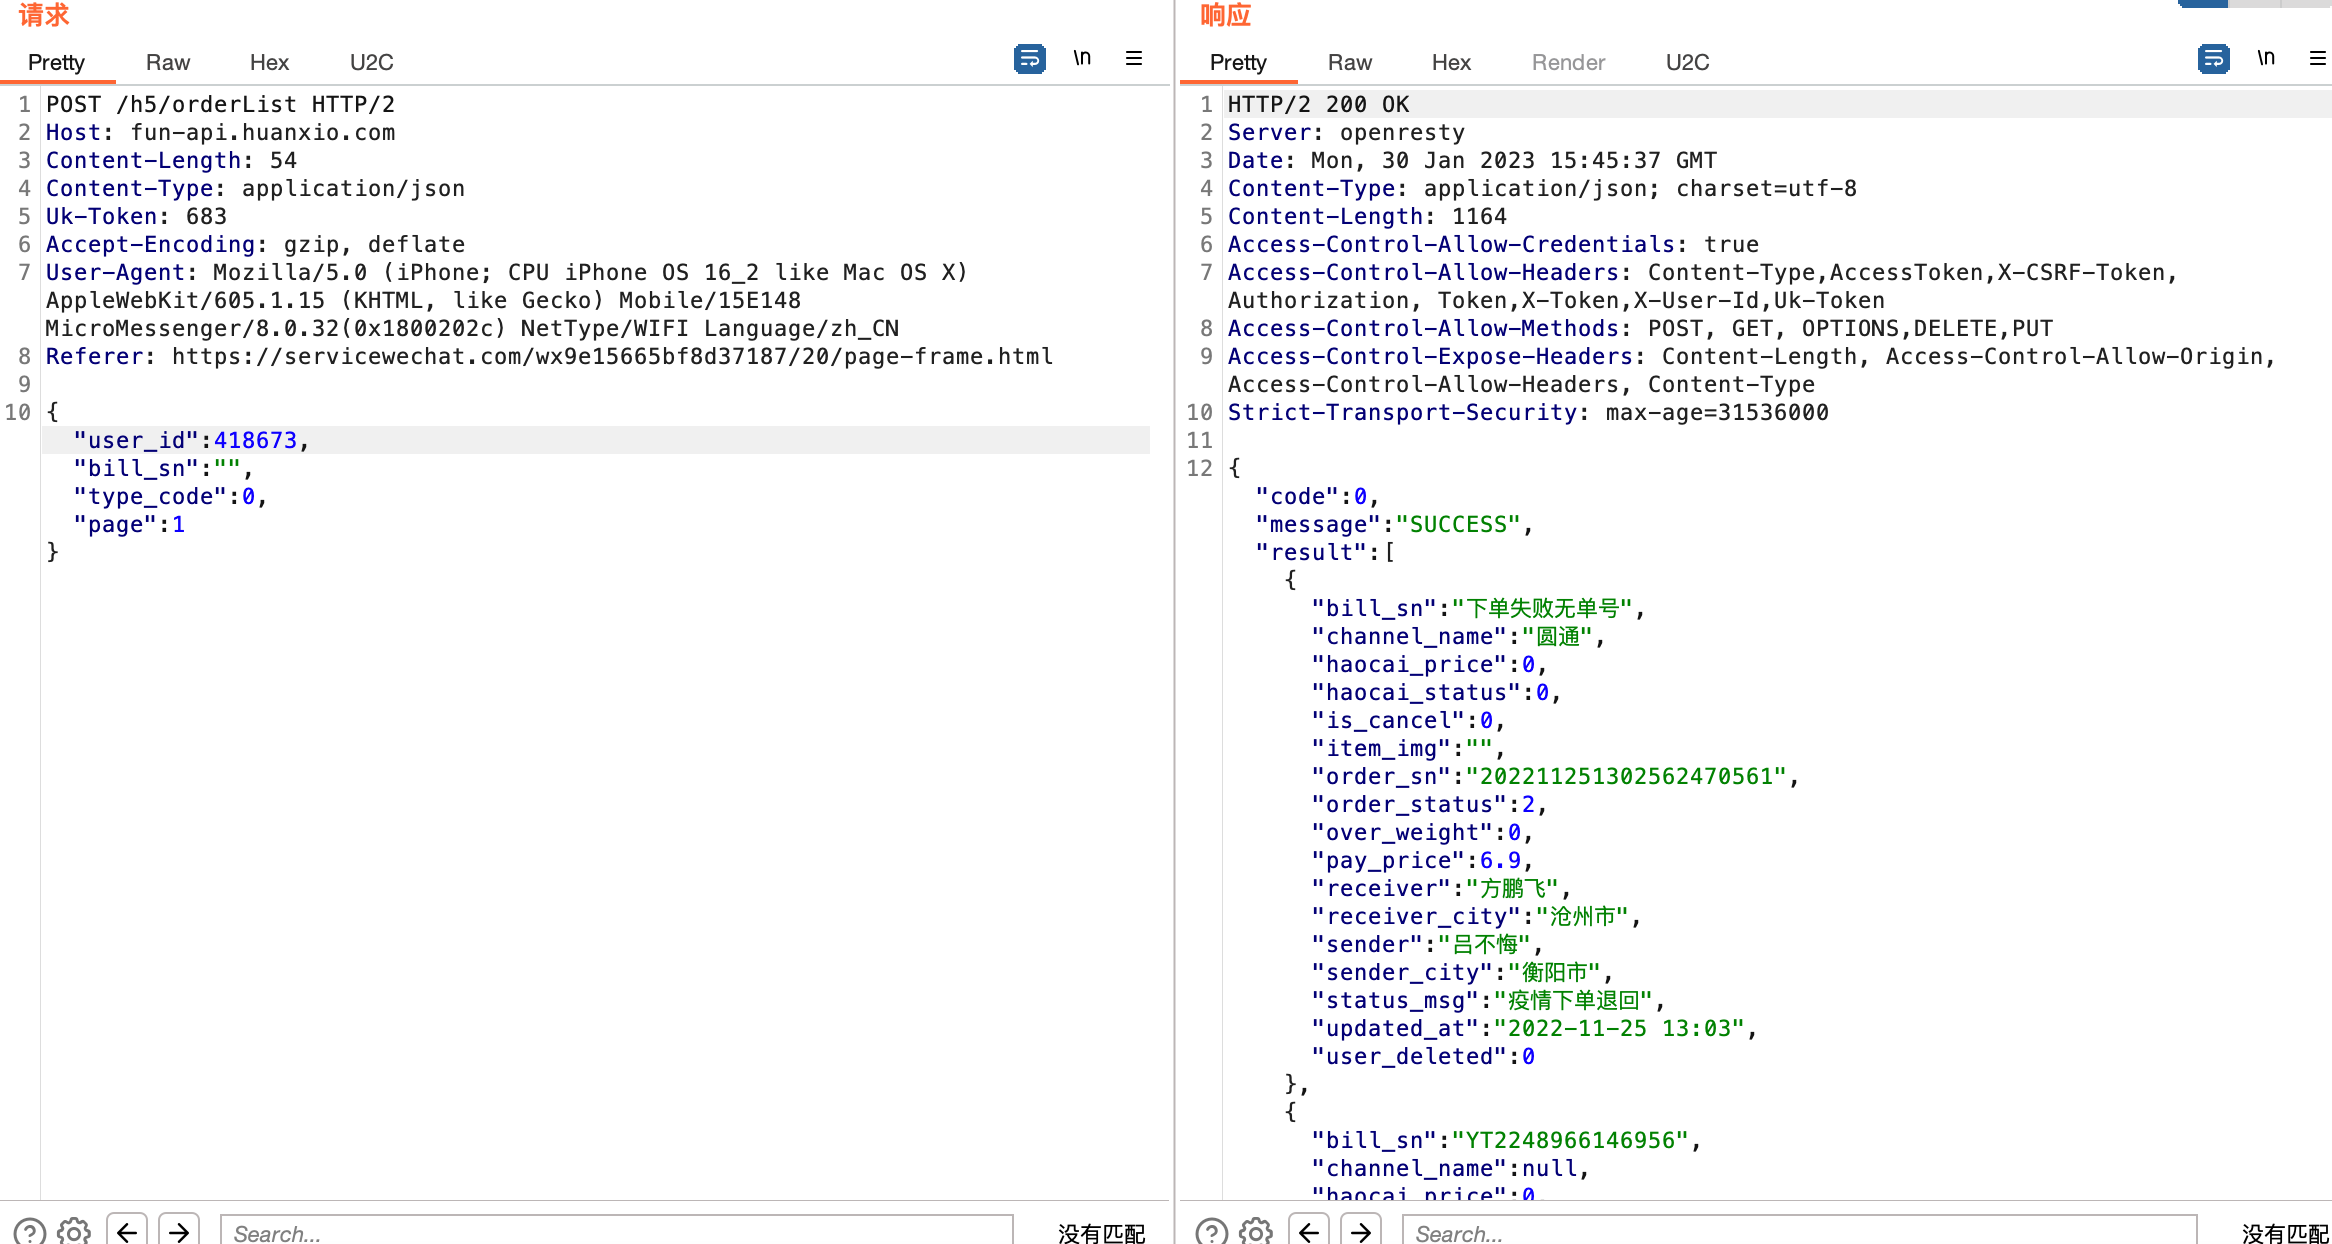 请求
Pretty Raw Hex U2C \n
1 POST /h5/orderList HTTP/2
2 Host: fun-api.huanxio.com
3 Content-Length: 54
4 Content-Type: application/json
5 Uk-Token: 683
6 Accept-Encoding: gzip, deflate
7 User-Agent: Mozilla/5.0 (iPhone; CPU iPhone OS 16_2 like Mac OS X)
AppleWebKit/605.1.15 (KHTML, like Gecko) Mobile/15E148
MicroMessenger/8.0.32(0x1800202c) NetType/WIFI Language/zh_CN
8 Referer: https://servicewechat.com/wx9e15665bf8d37187/20/page-frame.html
9
10 {
"user_id":418673,
"bill_sn":"",
"type_code":0,
"page":1
}
Search...
没有匹配
响应
Pretty Raw Hex Render U2C \n
1 HTTP/2 200 OK
2 Server: openresty
3 Date: Mon, 30 Jan 2023 15:45:37 GMT
4 Content-Type: application/json; charset=utf-8
5 Content-Length: 1164
6 Access-Control-Allow-Credentials: true
7 Access-Control-Allow-Headers: Content-Type,AccessToken,X-CSRF-Token,
Authorization, Token,X-Token,X-User-Id,Uk-Token
8 Access-Control-Allow-Methods: POST, GET, OPTIONS,DELETE,PUT
9 Access-Control-Expose-Headers: Content-Length, Access-Control-Allow-Origin,
Access-Control-Allow-Headers, Content-Type
10 Strict-Transport-Security: max-age=31536000
11
12 {
"code":0,
"message":"SUCCESS",
"result":[
{
"bill_sn":"下单失败无单号",
"channel_name":"圆通",
"haocai_price":0,
"haocai_status":0,
"is_cancel":0,
"item_img":"",
"order_sn":"202211251302562470561",
"order_status":2,
"over_weight":0,
"pay_price":6.9,
"receiver":"方鹏飞",
"receiver_city":"沧州市",
"sender":"吕不悔",
"sender_city":"衡阳市",
"status_msg":"疫情下单退回",
"updated_at":"2022-11-25 13:03",
"user_deleted":0
},
{
"bill_sn":"YT2248966146956",
"channel_name":null,
"haocai_price":0,
Search...
没有匹配